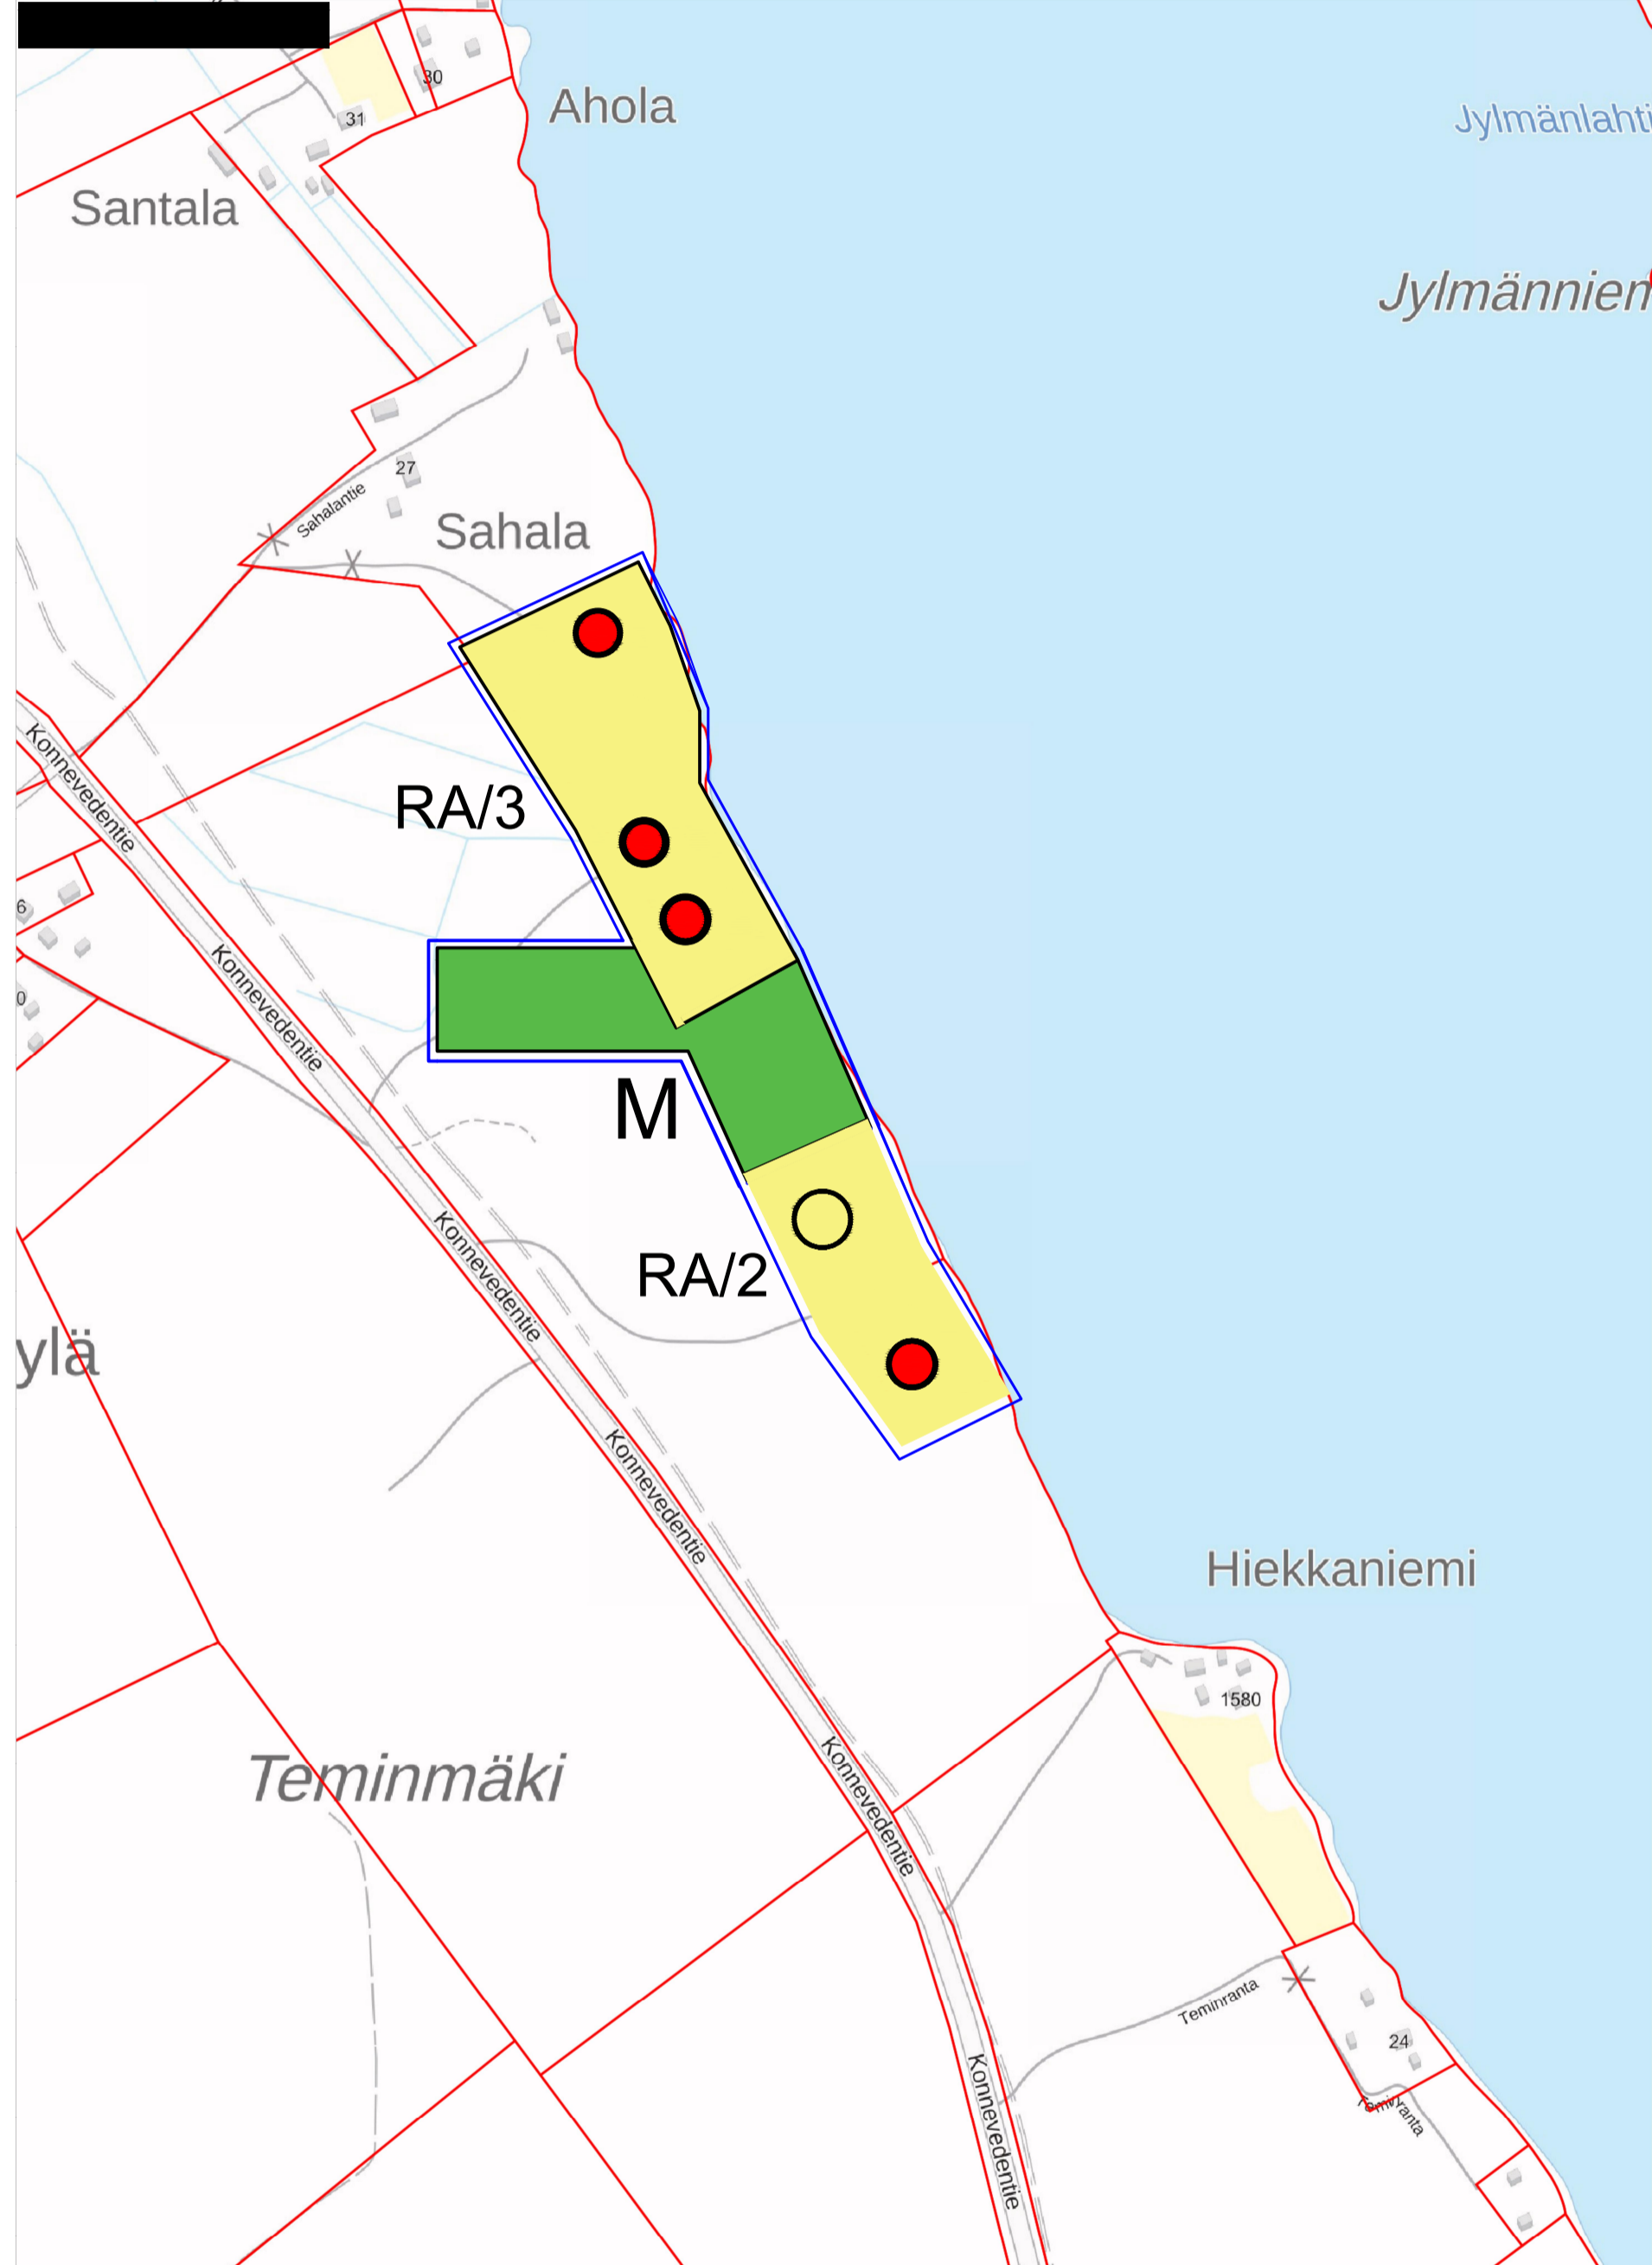 30
Ahola
31
Jylmänlahti
Santala
Jylmännien
27
Sahalantie
Sahala
Konnevedentie
RA/3
6
Konnevedentie
0
M
Konnevedentie
RA/2
ylä
Konnevedentie
Hiekkaniemi
1580
Teminmäki
Konnevedentie
Teminranta
24
Konnevedentie